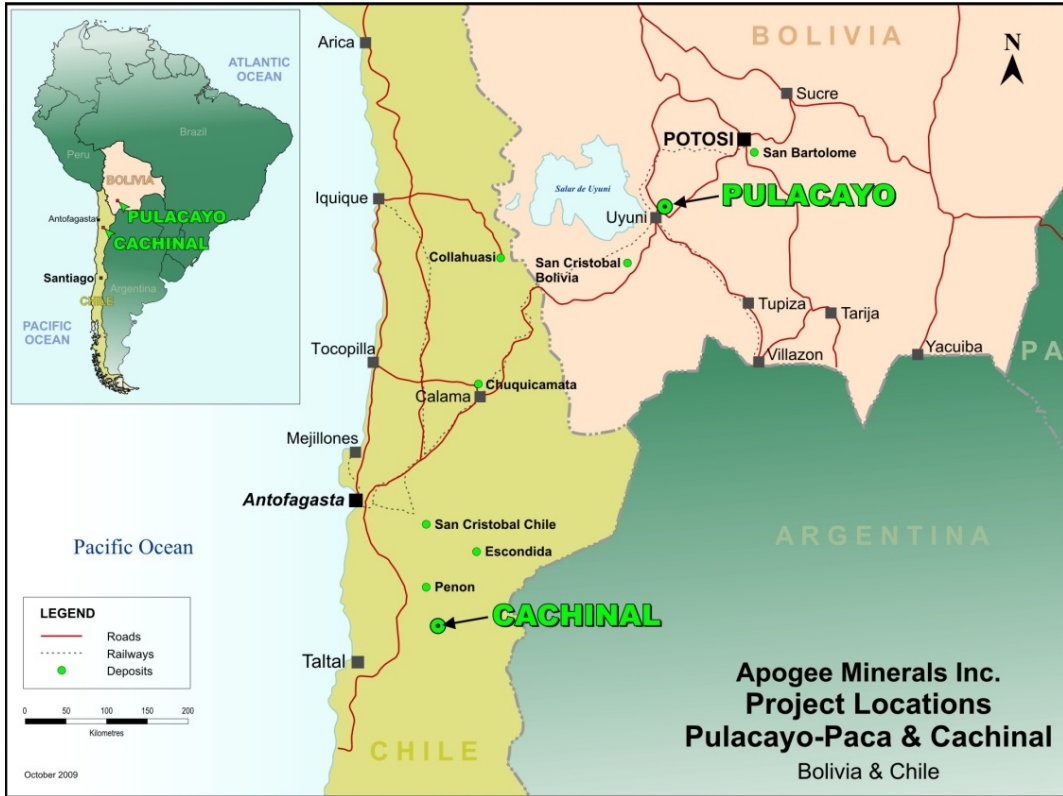 ATLANTIC
OCEAN
Brazil
Peru
BOLIVIA
PULACAYO
Antofagasta
CACHINAL
Santiago
Argentina
CHILE
PACIFIC
OCEAN
BOLIVIA
N
Arica
Sucre
POTOSI
San Bartolome
Salar de Uyuni
PULACAYO
Iquique
Uyuni
Collahuasi
San Cristobal
Bolivia
Tupiza
Tarija
Tocopilla
Villazon
Yacuiba
PA
Chuquicamata
Calama
Mejillones
Antofagasta
San Cristobal Chile
Pacific Ocean
Escondida
ARGENTINA
Penon
CACHINAL
LEGEND
Roads
Railways
Deposits
Taltal
0 50 100 150 200
Kilometres
Apogee Minerals Inc.
Project Locations
Pulacayo-Paca & Cachinal
Bolivia & Chile
CHILE
October 2009